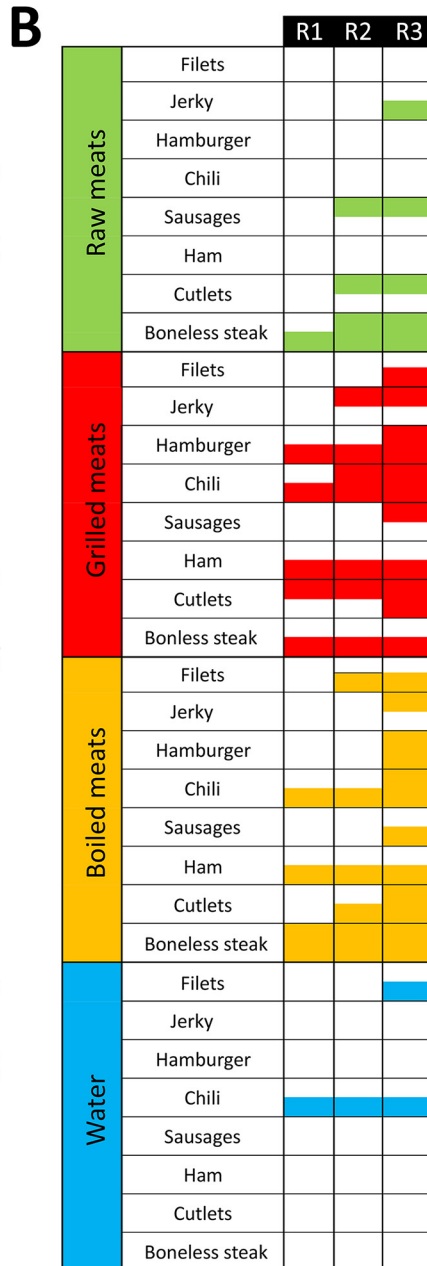 B
R1 R2 R3
Raw meats
Filets
Jerky
Hamburger
Chili
Sausages
Ham
Cutlets
Boneless steak
Grilled meats
Filets
Jerky
Hamburger
Chili
Sausages
Ham
Cutlets
Bonless steak
Boiled meats
Filets
Jerky
Hamburger
Chili
Sausages
Ham
Cutlets
Boneless steak
Water
Filets
Jerky
Hamburger
Chili
Sausages
Ham
Cutlets
Boneless steak